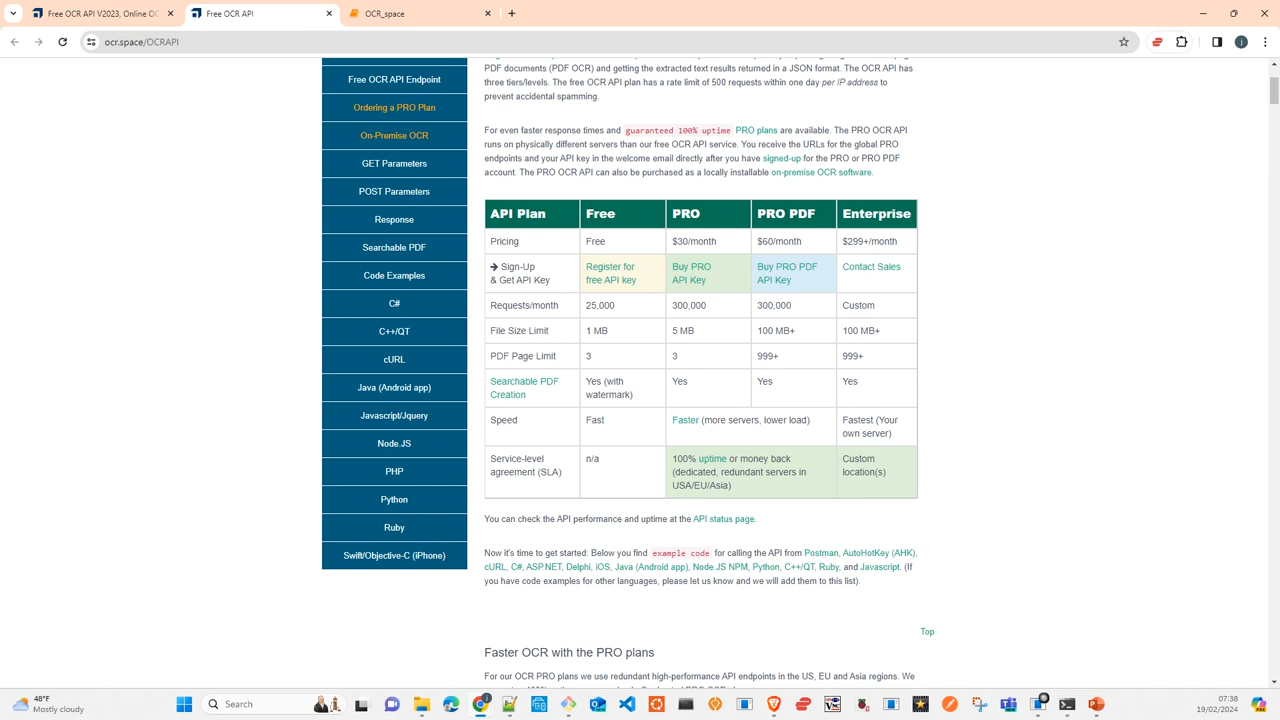 Free OCR API V2023, Online OC
Free OCR API
OCR_space
ocr.space/OCRAPI
Free OCR API Endpoint
Ordering a PRO Plan
On-Premise OCR
GET Parameters
POST Parameters
Response
Searchable PDF
Code Examples
C#
C++/QT
cURL
Java (Android app)
Javascript/Jquery
Node.JS
PHP
Python
Ruby
Swift/Objective-C (iPhone)
PDF documents (PDF OCR) and getting the extracted text results returned in a JSON format. The OCR API has
three tiers/levels. The free OCR API plan has a rate limit of 500 requests within one day per IP address to
prevent accidental spamming.
For even faster response times and guaranteed 100% uptime PRO plans are available. The PRO OCR API
runs on physically different servers than our free OCR API service. You receive the URLs for the global PRO
endpoints and your API key in the welcome email directly after you have signed-up for the PRO or PRO PDF
account. The PRO OCR API can also be purchased as a locally installable on-premise OCR software.
API Plan Free PRO PRO PDF Enterprise
Pricing Free $30/month $60/month $299+/month
➔ Sign-Up Register for Buy PRO Buy PRO PDF Contact Sales
& Get API Key free API key API Key API Key
Requests/month 25,000 300,000 300,000 Custom
File Size Limit 1 MB 5 MB 100 MB+ 100 MB+
PDF Page Limit 3 3 999+ 999+
Searchable PDF Yes (with Yes Yes Yes
Creation watermark)
Speed Fast Faster (more servers, lower load) Fastest (Your
own server)
Service-level n/a 100% uptime or money back Custom
agreement (SLA) (dedicated, redundant servers in location(s)
USA/EU/Asia)
You can check the API performance and uptime at the API status page.
Now it's time to get started: Below you find example code for calling the API from Postman, AutoHotKey (AHK),
cURL, C#, ASP.NET, Delphi, iOS, Java (Android app), Node.JS NPM, Python, C++/QT, Ruby, and Javascript. (If
you have code examples for other languages, please let us know and we will add them to this list).
Top
Faster OCR with the PRO plans
For our OCR PRO plans we use redundant high-performance API endpoints in the US, EU and Asia regions. We
48°F
Mostly cloudy
Search
07:38
19/02/2024